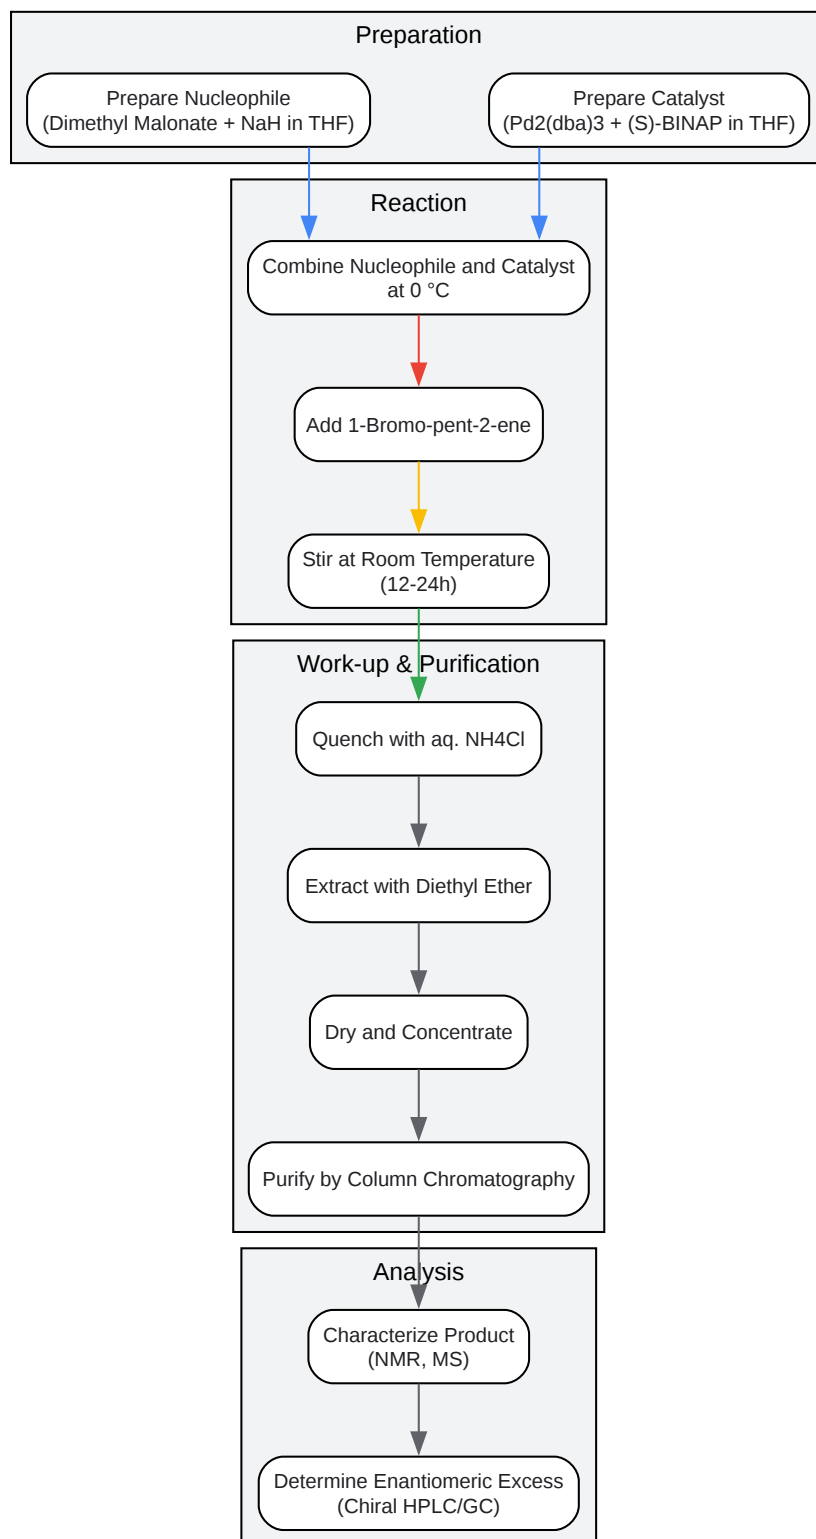 Preparation
Prepare Nucleophile
(Dimethyl Malonate + NaH in THF)
Prepare Catalyst
(Pd2(dba)3 + (S)-BINAP in THF)
Reaction
Combine Nucleophile and Catalyst
at 0 °C
Add 1-Bromo-pent-2-ene
Stir at Room Temperature
(12-24h)
Work-up & Purification
Quench with aq. NH4Cl
Extract with Diethyl Ether
Dry and Concentrate
Purify by Column Chromatography
Analysis
Characterize Product
(NMR, MS)
Determine Enantiomeric Excess
(Chiral HPLC/GC)